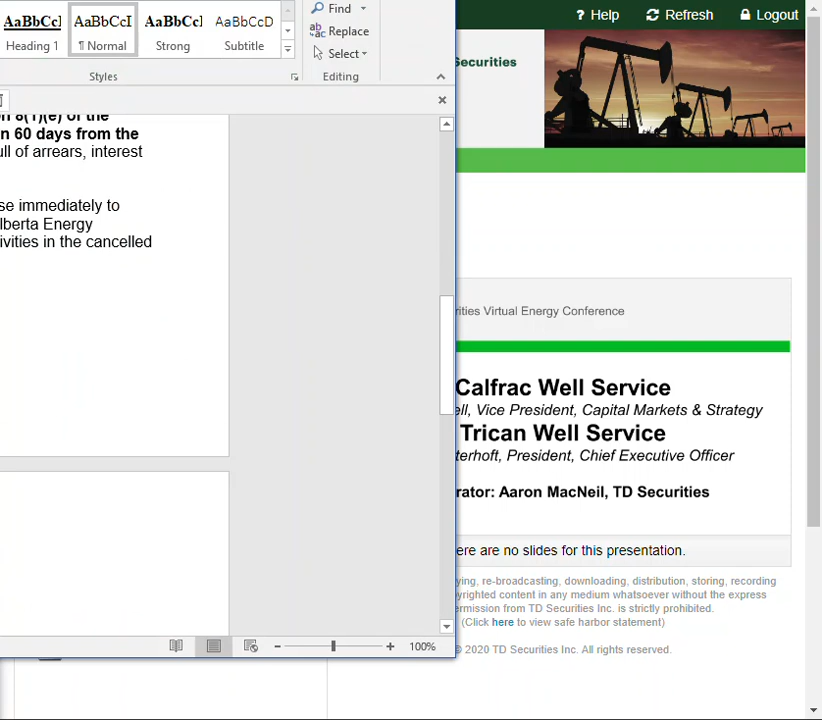 AaBbCcI AaBbCcI AaBbCcI AaBbCcD
Heading 1 ¶ Normal Strong Subtitle
Styles
Find
Replace
Select
Editing
of the
n 60 days from the
ull of arrears, interest
se immediately to
lberta Energy
ivities in the cancelled
100%
? Help Refresh Logout
Securities
rities Virtual Energy Conference
Calfrac Well Service
ell, Vice President, Capital Markets & Strategy
Trican Well Service
terhoft, President, Chief Executive Officer
rator: Aaron MacNeil, TD Securities
ere are no slides for this presentation.
ying, re-broadcasting, downloading, distribution, storing, recording
pyrighted content in any medium whatsoever without the express
ermission from TD Securities Inc. is strictly prohibited.
(Click here to view safe harbor statement)
© 2020 TD Securities Inc. All rights reserved.